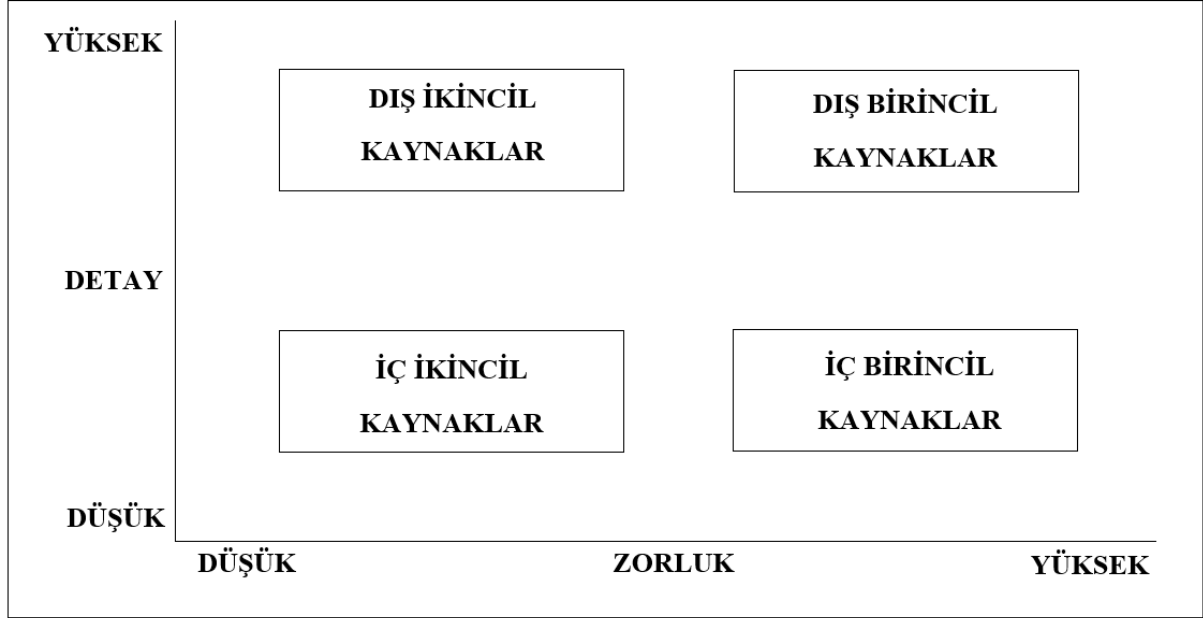 YÜKSEK
DIŞ İKİNCİL
KAYNAKLAR
DIŞ BİRİNCİL
KAYNAKLAR
DETAY
İÇ İKİNCİL
KAYNAKLAR
İÇ BİRİNCİL
KAYNAKLAR
DÜŞÜK
DÜŞÜK
ZORLUK
YÜKSEK